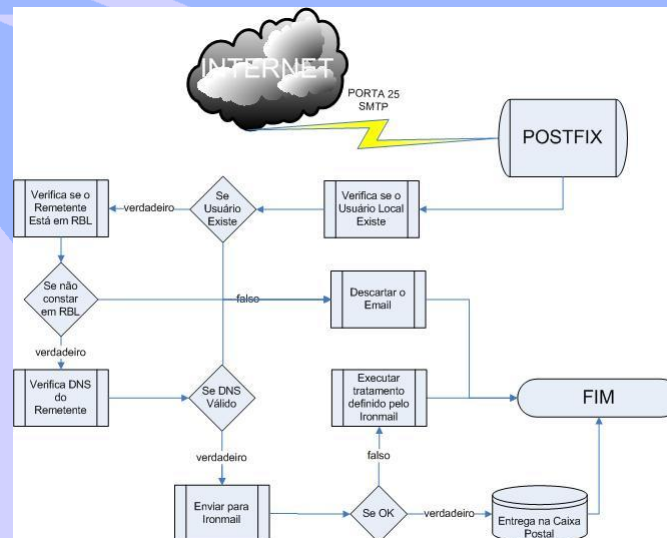 INTERNET
PORTA 25
SMTP
POSTFIX
Verifica se o
Remetente
Está em RBL
verdadeiro
Se
Usuário
Existe
Verifica se o
Usuário Local
Existe
Se não
constar
em RBL
falso
Descartar o
Email
verdadeiro
Verifica DNS
do
Remetente
Se DNS
Válido
Executar
tratamento
definido pelo
Ironmail
FIM
verdadeiro
falso
Enviar para
Ironmail
Se OK
verdadeiro
Entrega na Caixa
Postal